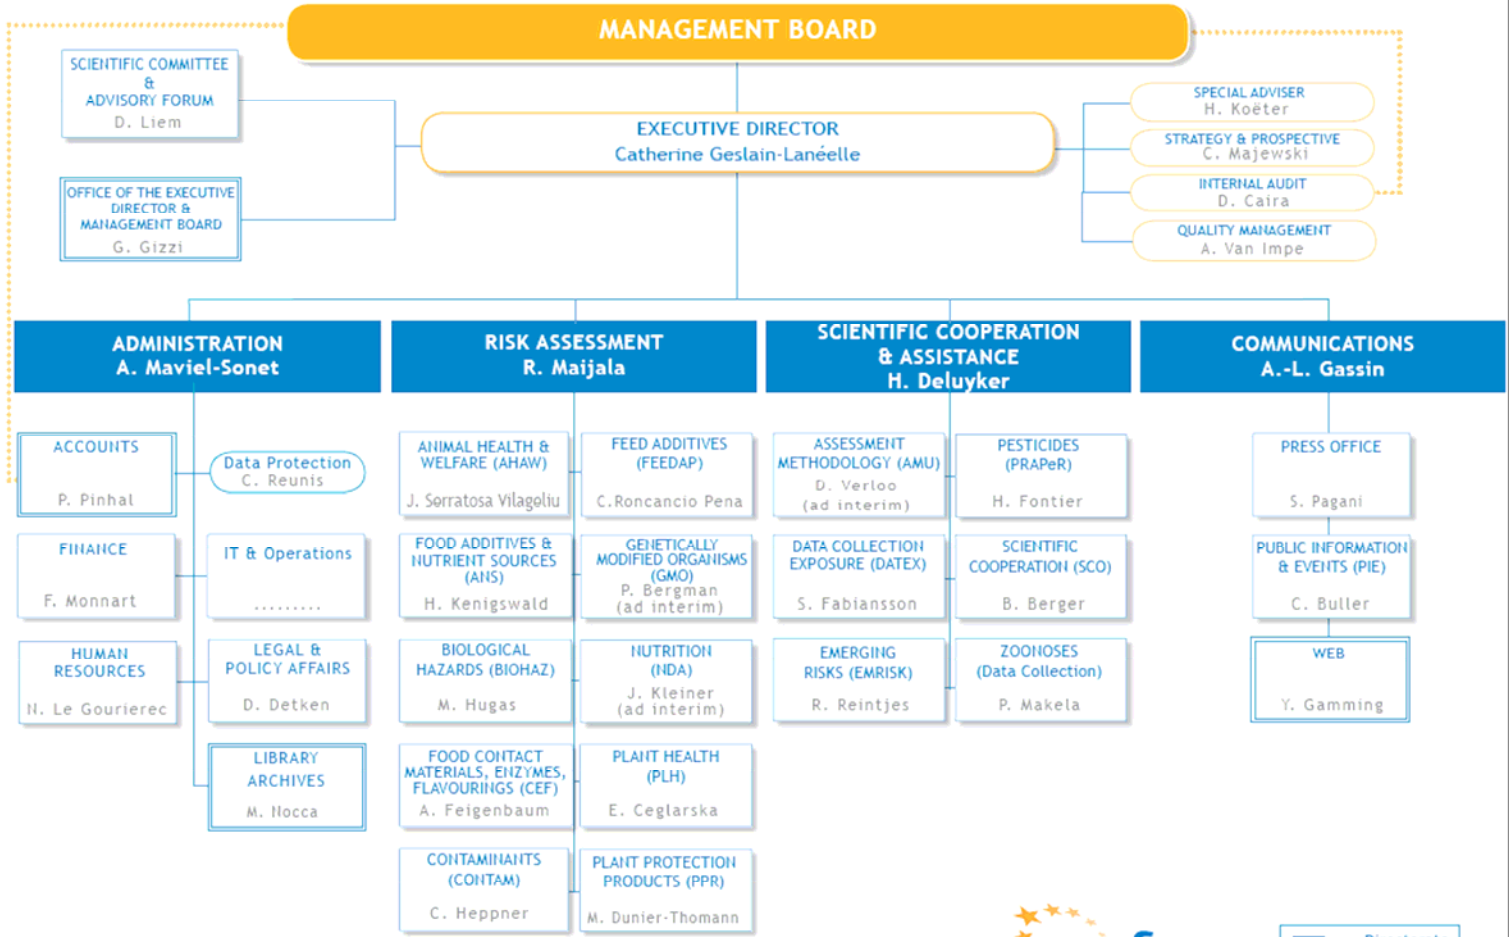 MANAGEMENT BOARD
SCIENTIFIC COMMITTEE
&
ADVISORY FORUM
D. Liem
EXECUTIVE DIRECTOR
Catherine Geslain-Lanéelle
SPECIAL ADVISER
H. Koëter
STRATEGY & PROSPECTIVE
C. Majewski
INTERNAL AUDIT
D. Caira
QUALITY MANAGEMENT
A. Van Impe
OFFICE OF THE EXECUTIVE
DIRECTOR &
MANAGEMENT BOARD
G. Gizzi
ADMINISTRATION
A. Maviel-Sonet
RISK ASSESSMENT
R. Maijala
SCIENTIFIC COOPERATION
& ASSISTANCE
H. Deluyker
COMMUNICATIONS
A.-L. Gassin
ACCOUNTS
P. Pinhal
Data Protection
C. Reunis
FINANCE
F. Monnart
IT & Operations
.........
HUMAN
RESOURCES
N. Le Gourierec
LEGAL &
POLICY AFFAIRS
D. Detken
LIBRARY
ARCHIVES
M. Nocca
ANIMAL HEALTH &
WELFARE (AHAW)
J. Serratosa Vilageliu
FEED ADDITIVES
(FEEDAP)
C.Roncancio Pena
FOOD ADDITIVES &
NUTRIENT SOURCES
(ANS)
H. Kenigswald
GENETICALLY
MODIFIED ORGANISMS
(GMO)
P. Bergman
(ad interim)
BIOLOGICAL
HAZARDS (BIOHAZ)
M. Hugas
NUTRITION
(NDA)
J. Kleiner
(ad interim)
FOOD CONTACT
MATERIALS, ENZYMES,
FLAVOURINGS (CEF)
A. Feigenbaum
PLANT HEALTH
(PLH)
E. Ceglarska
CONTAMINANTS
(CONTAM)
C. Heppner
PLANT PROTECTION
PRODUCTS (PPR)
M. Dunier-Thomann
ASSESSMENT
METHODOLOGY (AMU)
D. Verloo
(ad interim)
PESTICIDES
(PRAPeR)
H. Fontier
DATA COLLECTION
EXPOSURE (DATEX)
S. Fabiansson
SCIENTIFIC
COOPERATION (SCO)
B. Berger
EMERGING
RISKS (EMRISK)
R. Reintjes
ZOONOSES
(Data Collection)
P. Makela
PRESS OFFICE
S. Pagani
PUBLIC INFORMATION
& EVENTS (PIE)
C. Buller
WEB
Y. Gamming